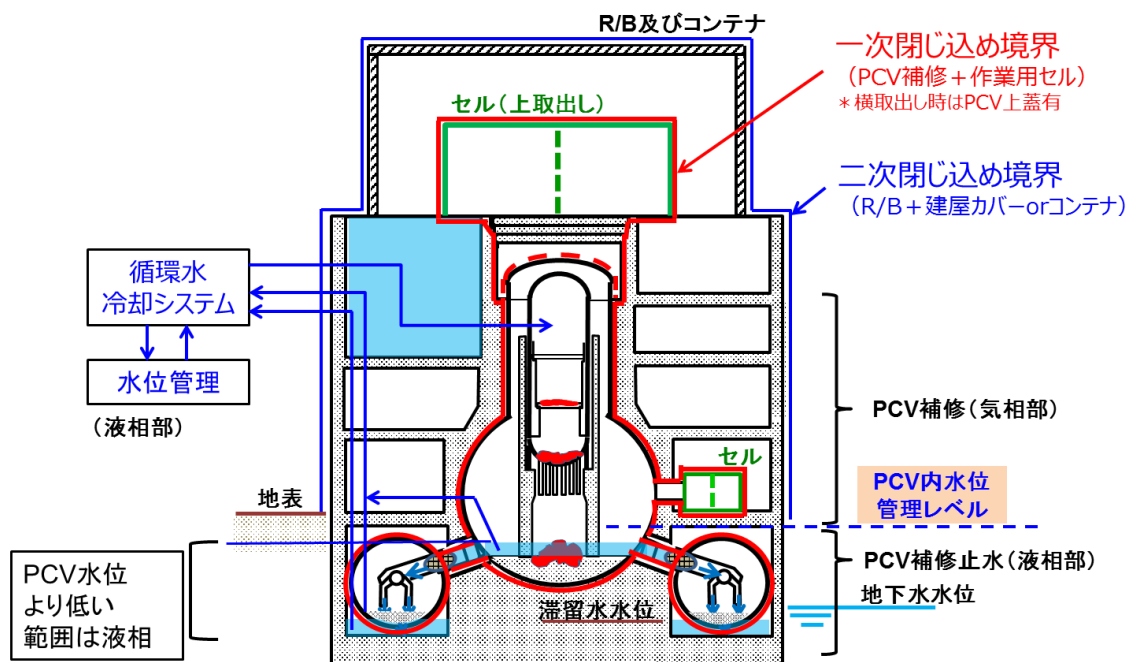 R/B及びコンテナ
一次閉じ込め境界
(PCV補修+作業用セル)
*横取出し時はPCV上蓋有
セル(上取出し)
二次閉じ込め境界
(R/B+建屋カバーorコンテナ)
循環水
冷却システム
水位管理
(液相部)
PCV補修(気相部)
セル
PCV内水位
管理レベル
地表
PCV水位
より低い
範囲は液相
PCV補修止水(液相部)
地下水水位
滞留水水位